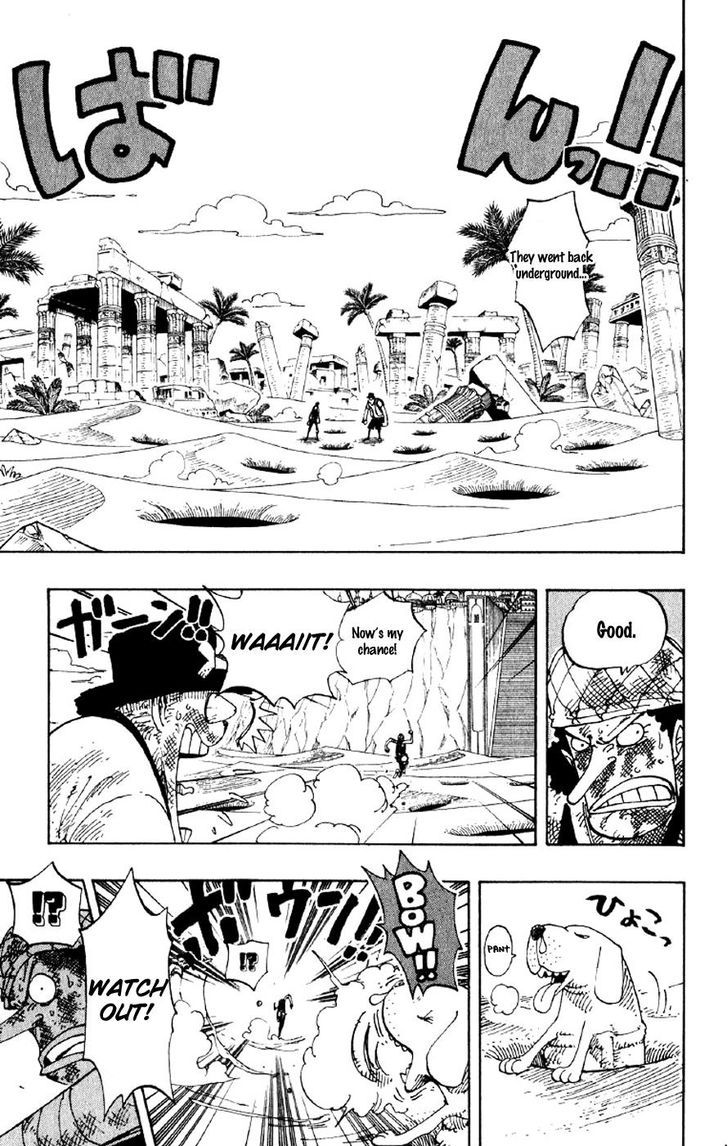 ばんっ!!
They went back
underground...
Good.
Now's my
chance!
WAAAIIT!
ガーン!!
ひょこっ
PANT
BOW!!
!?
ボウーン!!
WATCH
OUT!
!?